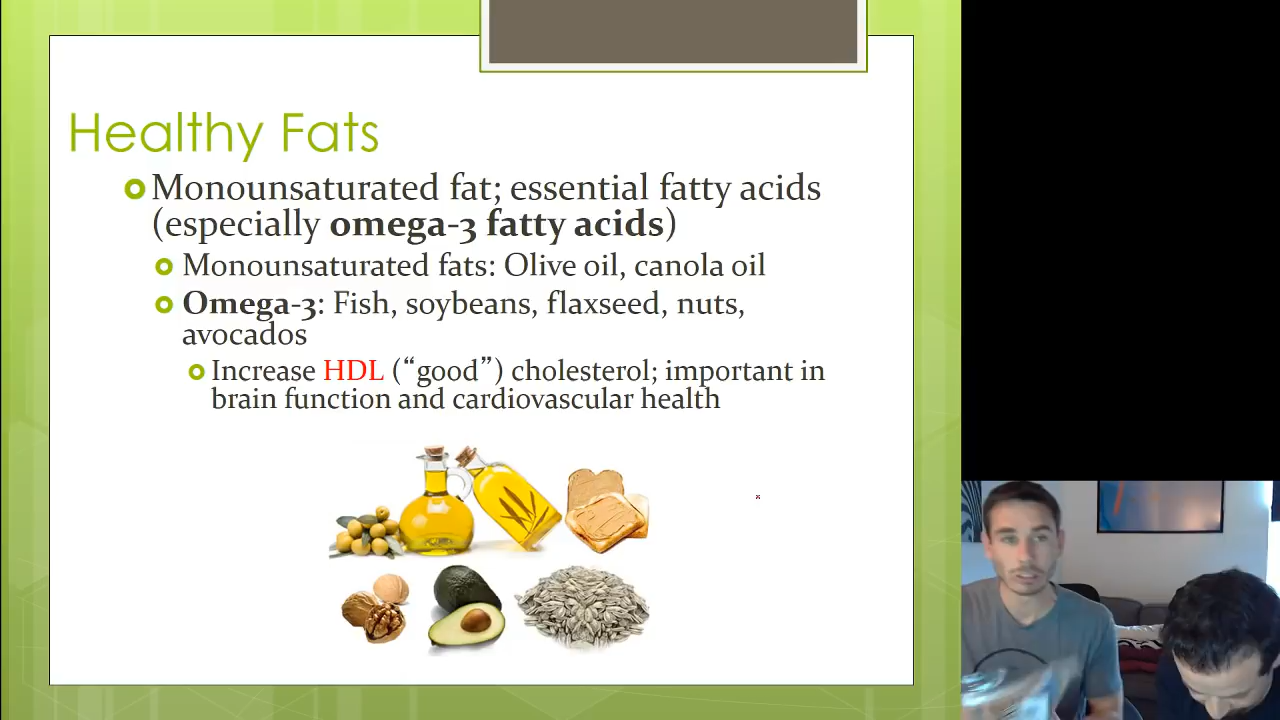 Healthy Fats
Monounsaturated fat; essential fatty acids
(especially omega-3 fatty acids)
Monounsaturated fats: Olive oil, canola oil
Omega-3: Fish, soybeans, flaxseed, nuts,
avocados
Increase HDL (“good”) cholesterol; important in
brain function and cardiovascular health